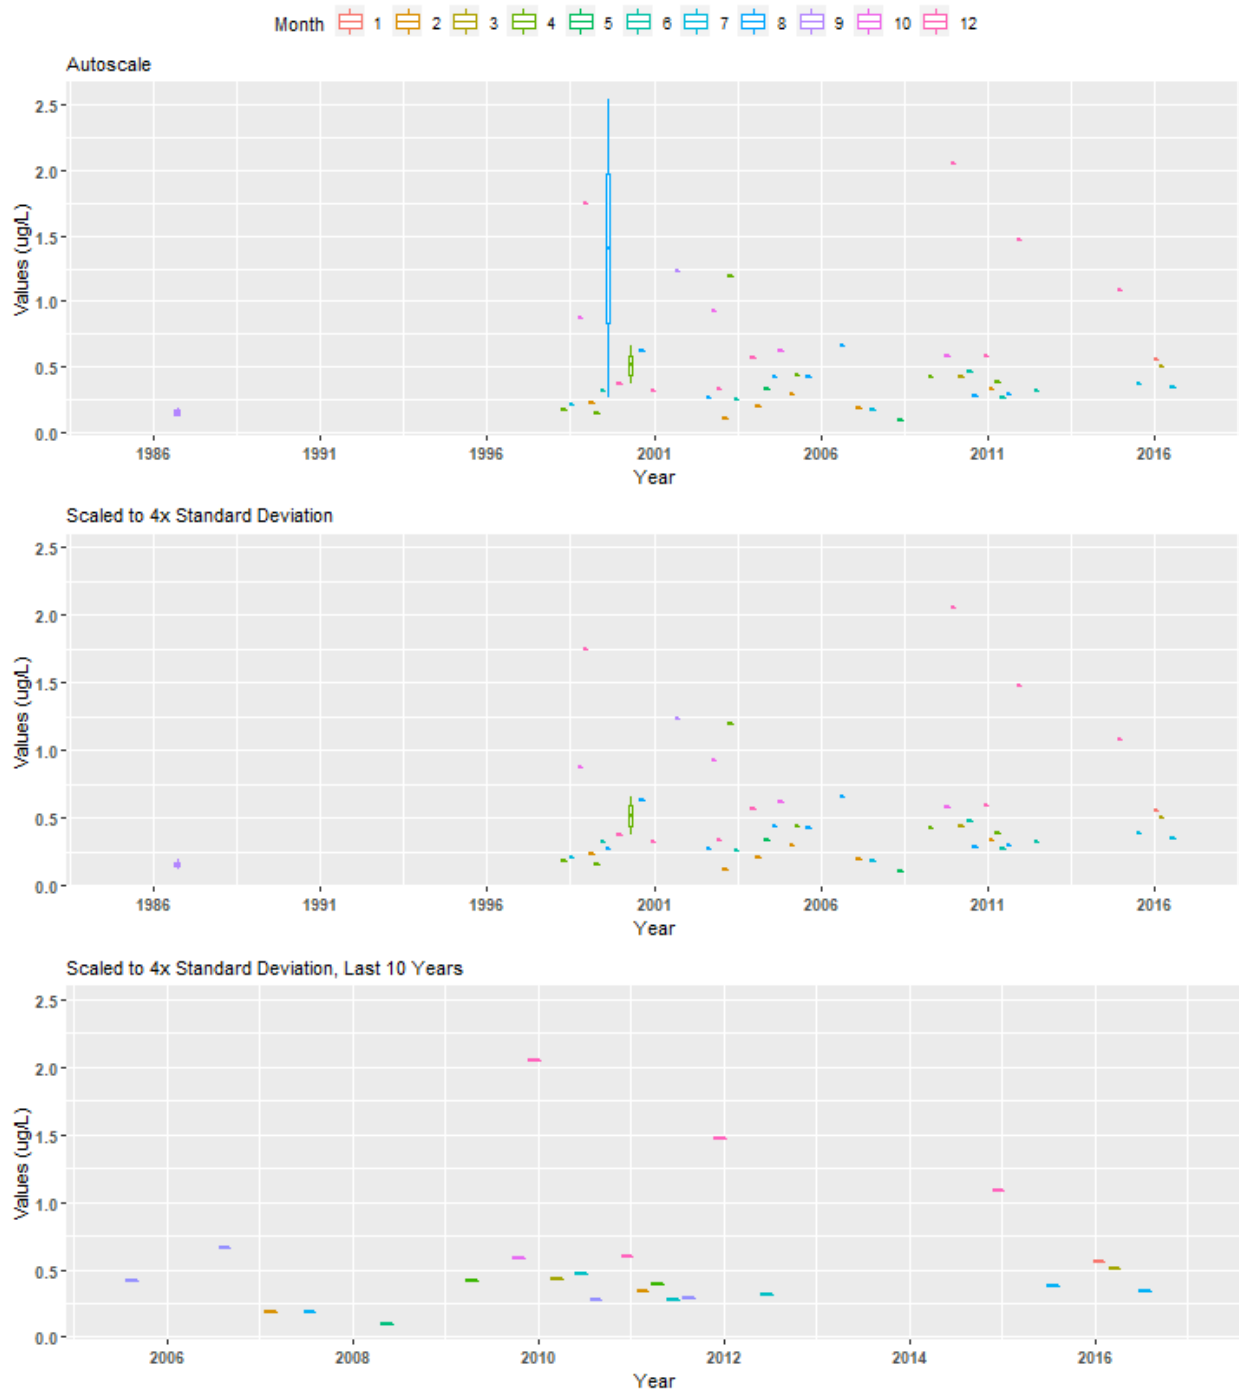 Month 1 2 3 4 5 6 7 8 9 10 12
Autoscale
Values (ug/L)
2.5
2.0
1.5
1.0
0.5
0.0
1986 1991 1996 2001 2006 2011 2016
Year
Scaled to 4x Standard Deviation
Values (ug/L)
2.5
2.0
1.5
1.0
0.5
0.0
1986 1991 1996 2001 2006 2011 2016
Year
Scaled to 4x Standard Deviation, Last 10 Years
Values (ug/L)
2.5
2.0
1.5
1.0
0.5
0.0
2006 2008 2010 2012 2014 2016
Year